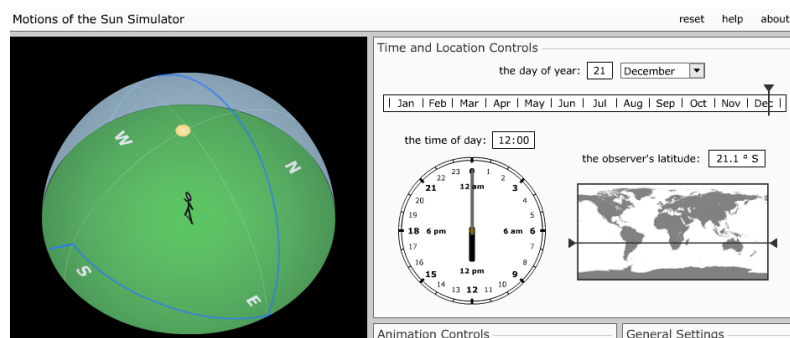 Motions of the Sun Simulator
reset help about
Time and Location Controls
the day of year: 21 December
Jan Feb Mar Apr May Jun Jul Aug Sep Oct Nov Dec
the time of day: 12:00
the observer's latitude: 21.1 ° S
23 1
22 12 am 2
21 3
20 4
19 5
18 6 pm 6 am 6
17 7
16 8
15 12 pm 9
14 13 12 11 10
W
N
S
E
Animation Controls
General Settings